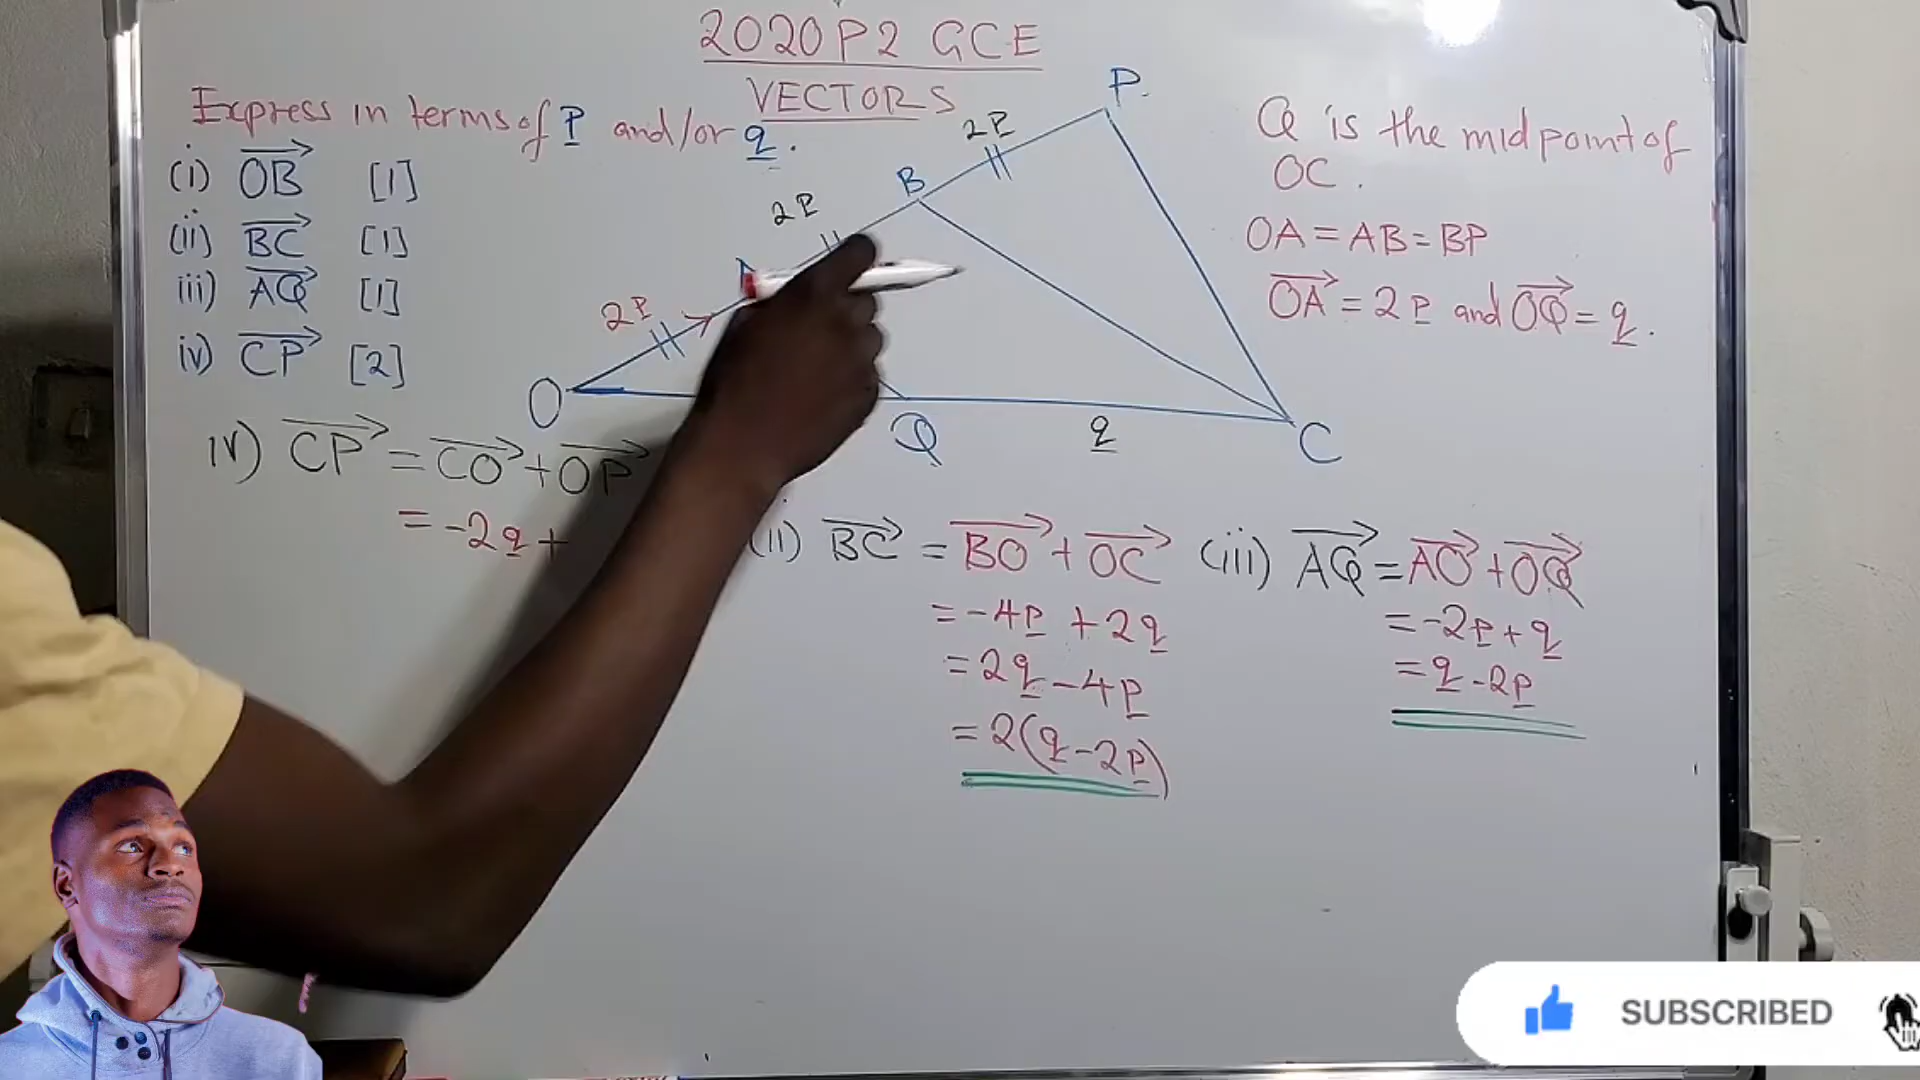 2020 P2 GCE
VECTORS
Express in terms of p and/or q.
(i) OB [1]
(ii) BC [1]
iii) AQ [1]
iv) CP [2]
Q is the midpoint of
OC.
OA = AB = BP
OA = 2p and OQ = q.
P.
2p
B
2p
2p
O
Q
q
C
iv) CP = CO + OP
= -2q +
(ii) BC = BO + OC
= -4p + 2q
= 2q - 4p
= 2(q - 2p)
(iii) AQ = AO + OQ
= -2p + q
= q - 2p
SUBSCRIBED